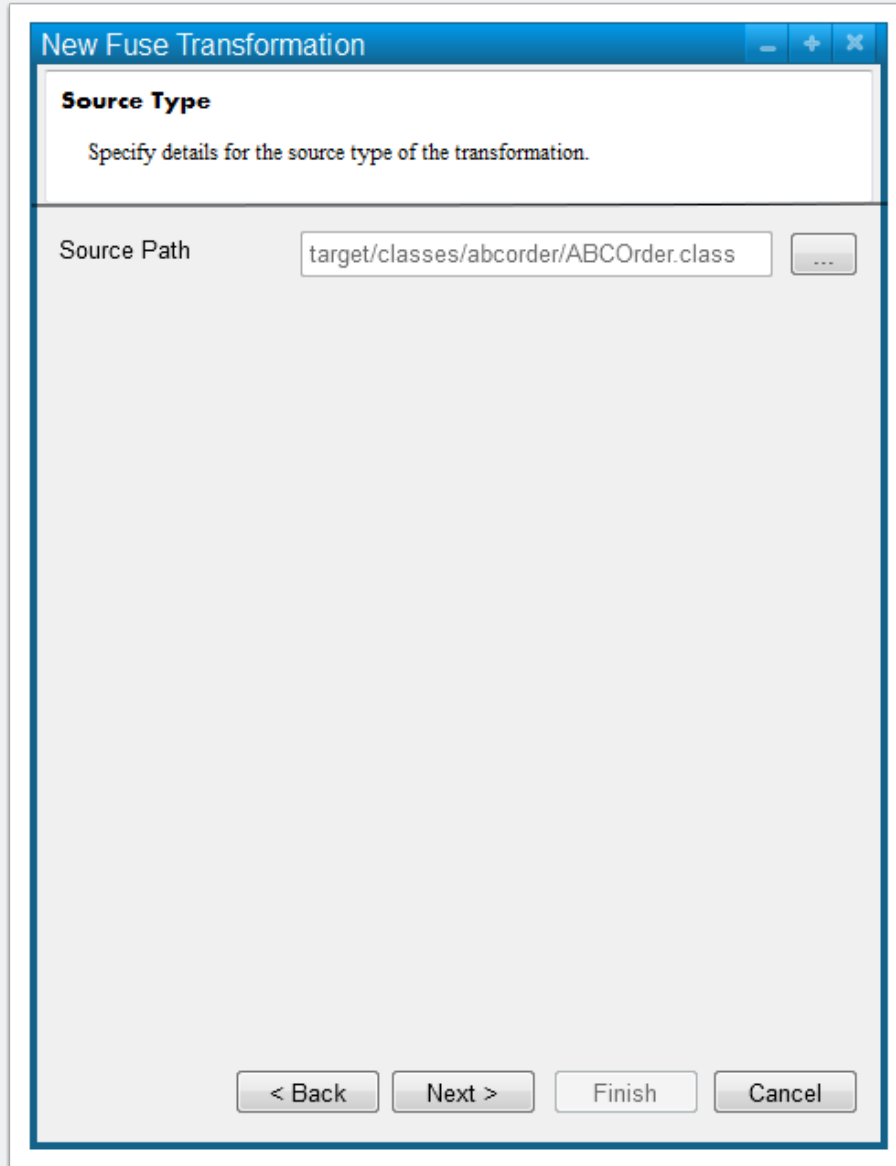 New Fuse Transformation
Source Type
Specify details for the source type of the transformation.
Source Path target/classes/abcorder/ABCOrder.class ...
< Back Next > Finish Cancel